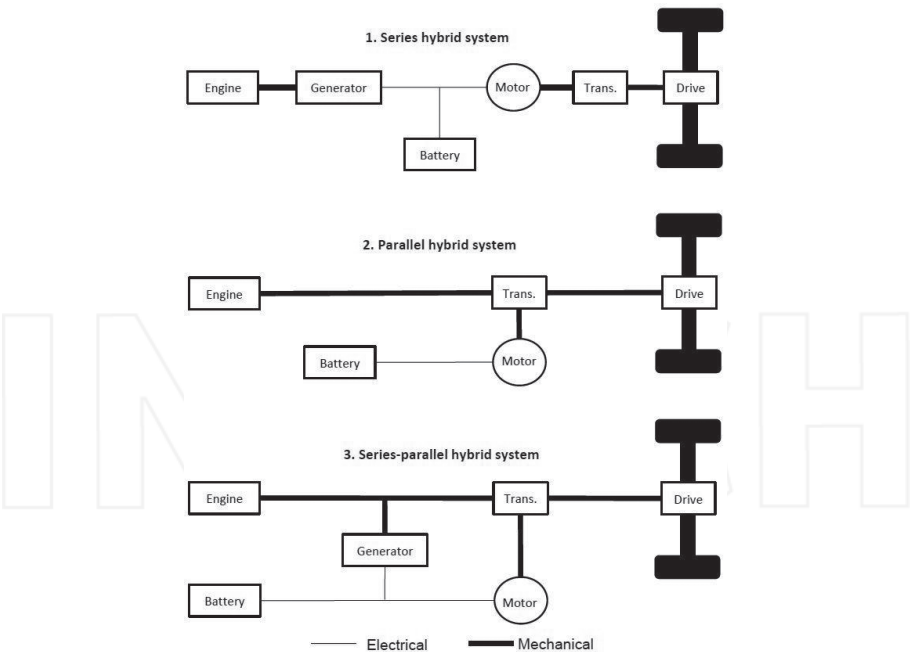 1. Series hybrid system
Engine
Generator
Motor
Trans.
Drive
Battery
2. Parallel hybrid system
Engine
Trans.
Drive
Battery
Motor
3. Series-parallel hybrid system
Engine
Trans.
Drive
Generator
Battery
Motor
Electrical
Mechanical